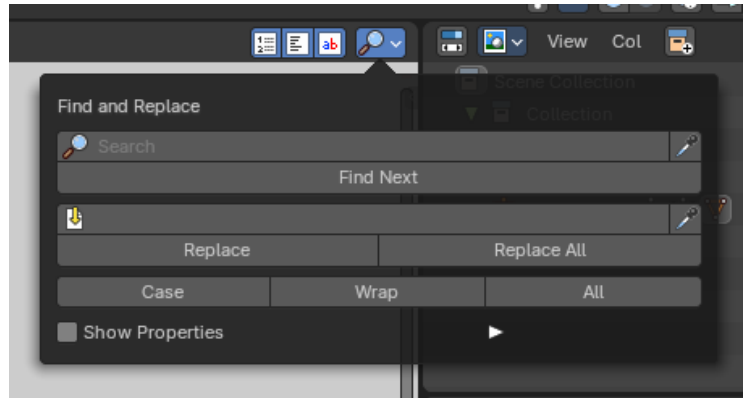 ab
View Col
Scene Collection
Collection
Find and Replace
Search
Find Next
Replace Replace All
Case Wrap All
Show Properties